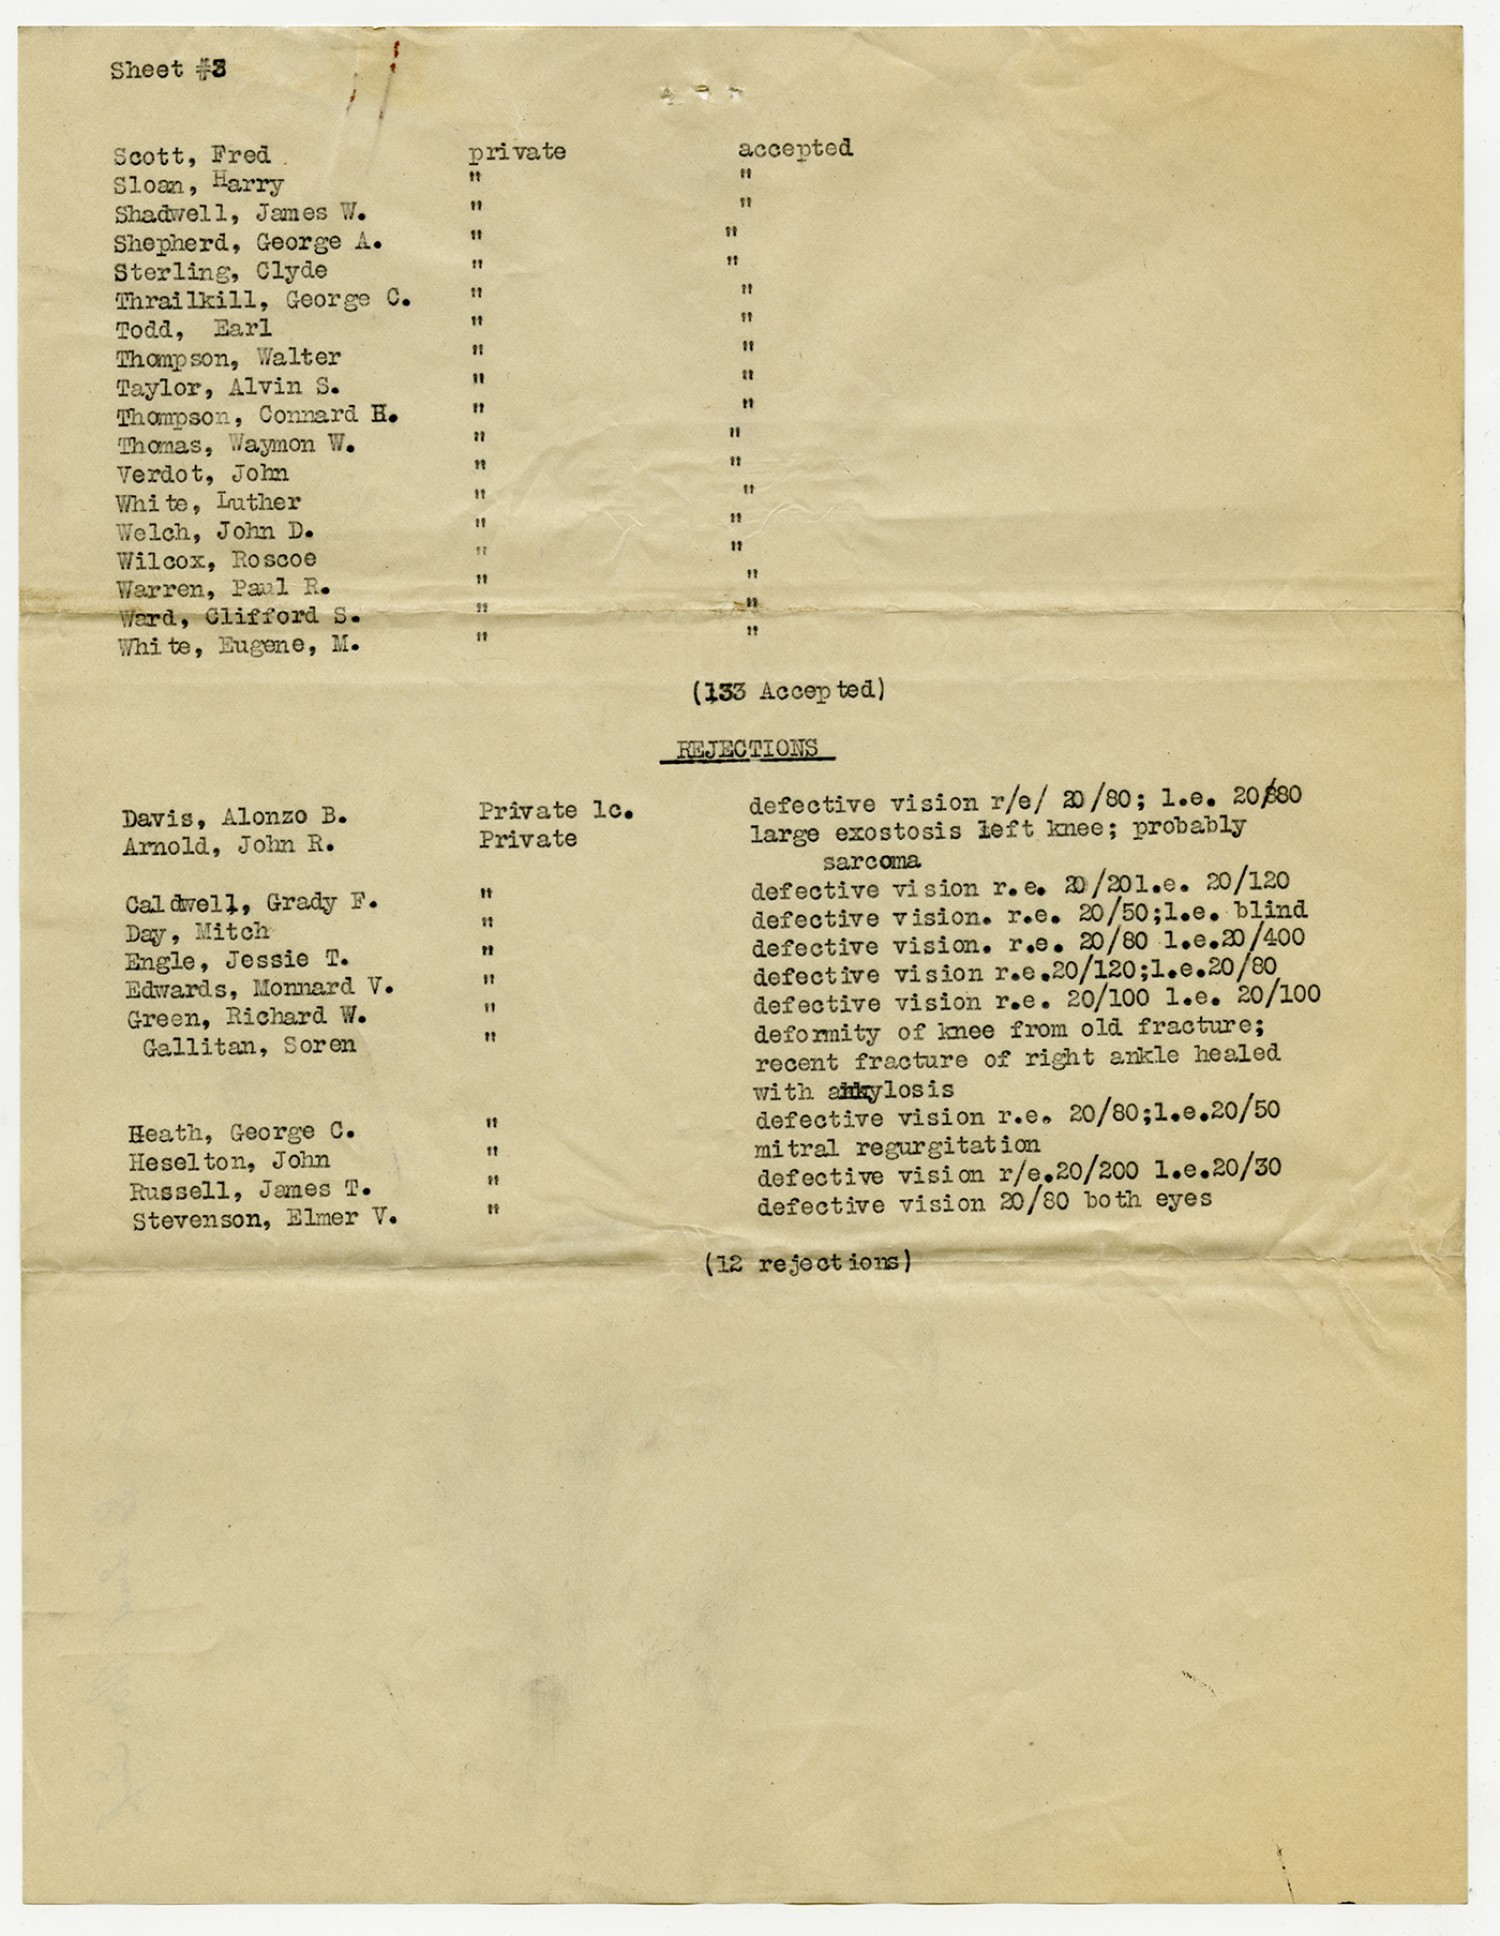 Sheet #3
Scott, Fred private accepted
Sloan, Harry " "
Shadwell, James W. " "
Shepherd, George A. " "
Sterling, Clyde " "
Thrailkill, George C. " "
Todd, Earl " "
Thompson, Walter " "
Taylor, Alvin S. " "
Thompson, Connard H. " "
Thomas, Waymon W. " "
Verdot, John " "
White, Luther " "
Welch, John D. " "
Wilcox, Roscoe " "
Warren, Paul R. " "
Ward, Clifford S. " "
White, Eugene, M. " "
(133 Accepted)
REJECTIONS
Davis, Alonzo B. Private 1c. defective vision r/e/ 20/80; l.e. 20/80
Arnold, John R. Private large exostosis left knee; probably
sarcoma
Caldwell, Grady F. " defective vision r.e. 20/20l.e. 20/120
Day, Mitch " defective vision. r.e. 20/50;l.e. blind
Engle, Jessie T. " defective vision. r.e. 20/80 l.e.20/400
Edwards, Monnard V. " defective vision r.e.20/120;l.e.20/80
Green, Richard W. " defective vision r.e. 20/100 l.e. 20/100
Gallitan, Soren " deformity of knee from old fracture;
recent fracture of right ankle healed
with ankylosis
Heath, George C. " defective vision r.e. 20/80;l.e.20/50
Heselton, John " mitral regurgitation
Russell, James T. " defective vision r/e.20/200 l.e.20/30
Stevenson, Elmer V. " defective vision 20/80 both eyes
(12 rejections)